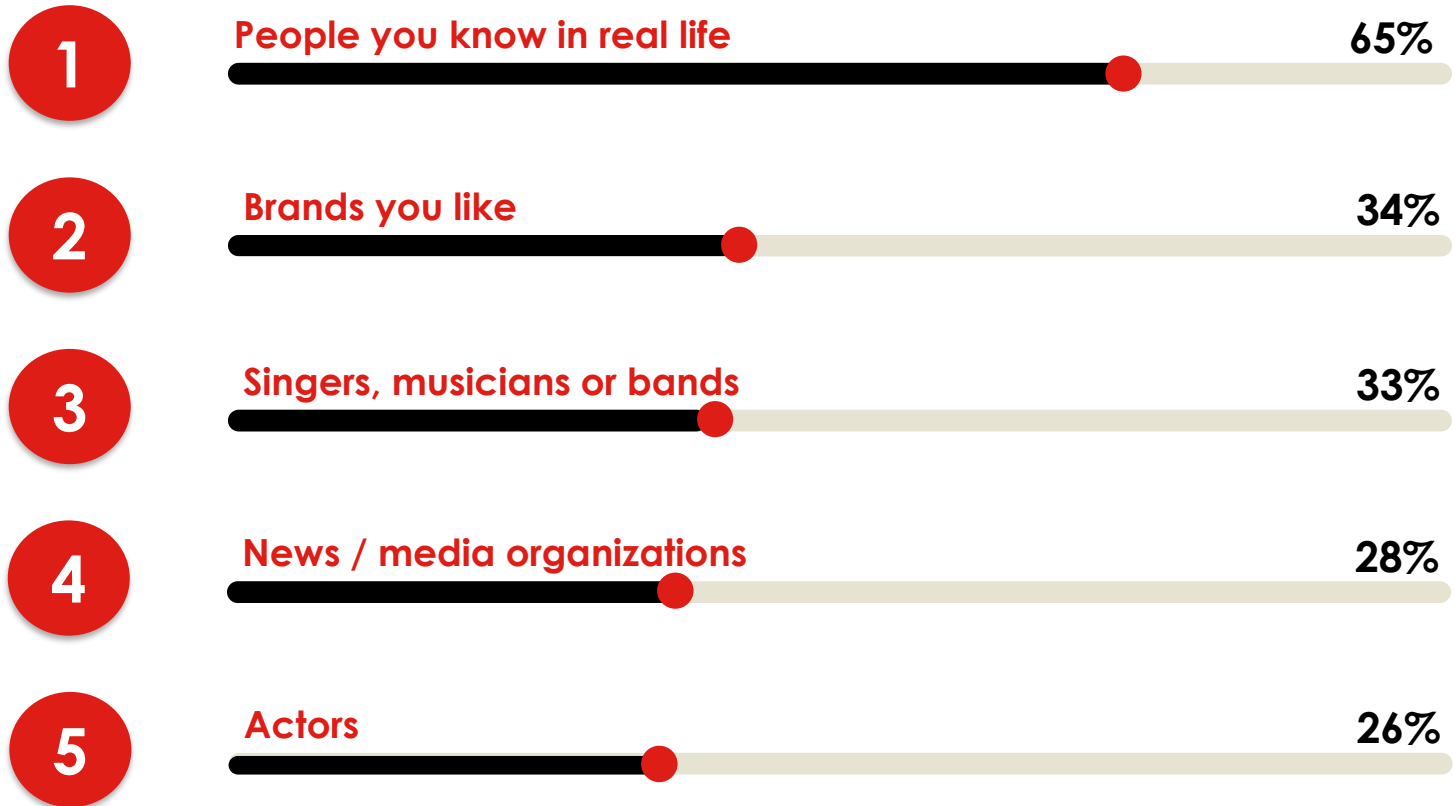 1
People you know in real life
65%
2
Brands you like
34%
3
Singers, musicians or bands
33%
4
News / media organizations
28%
5
Actors
26%